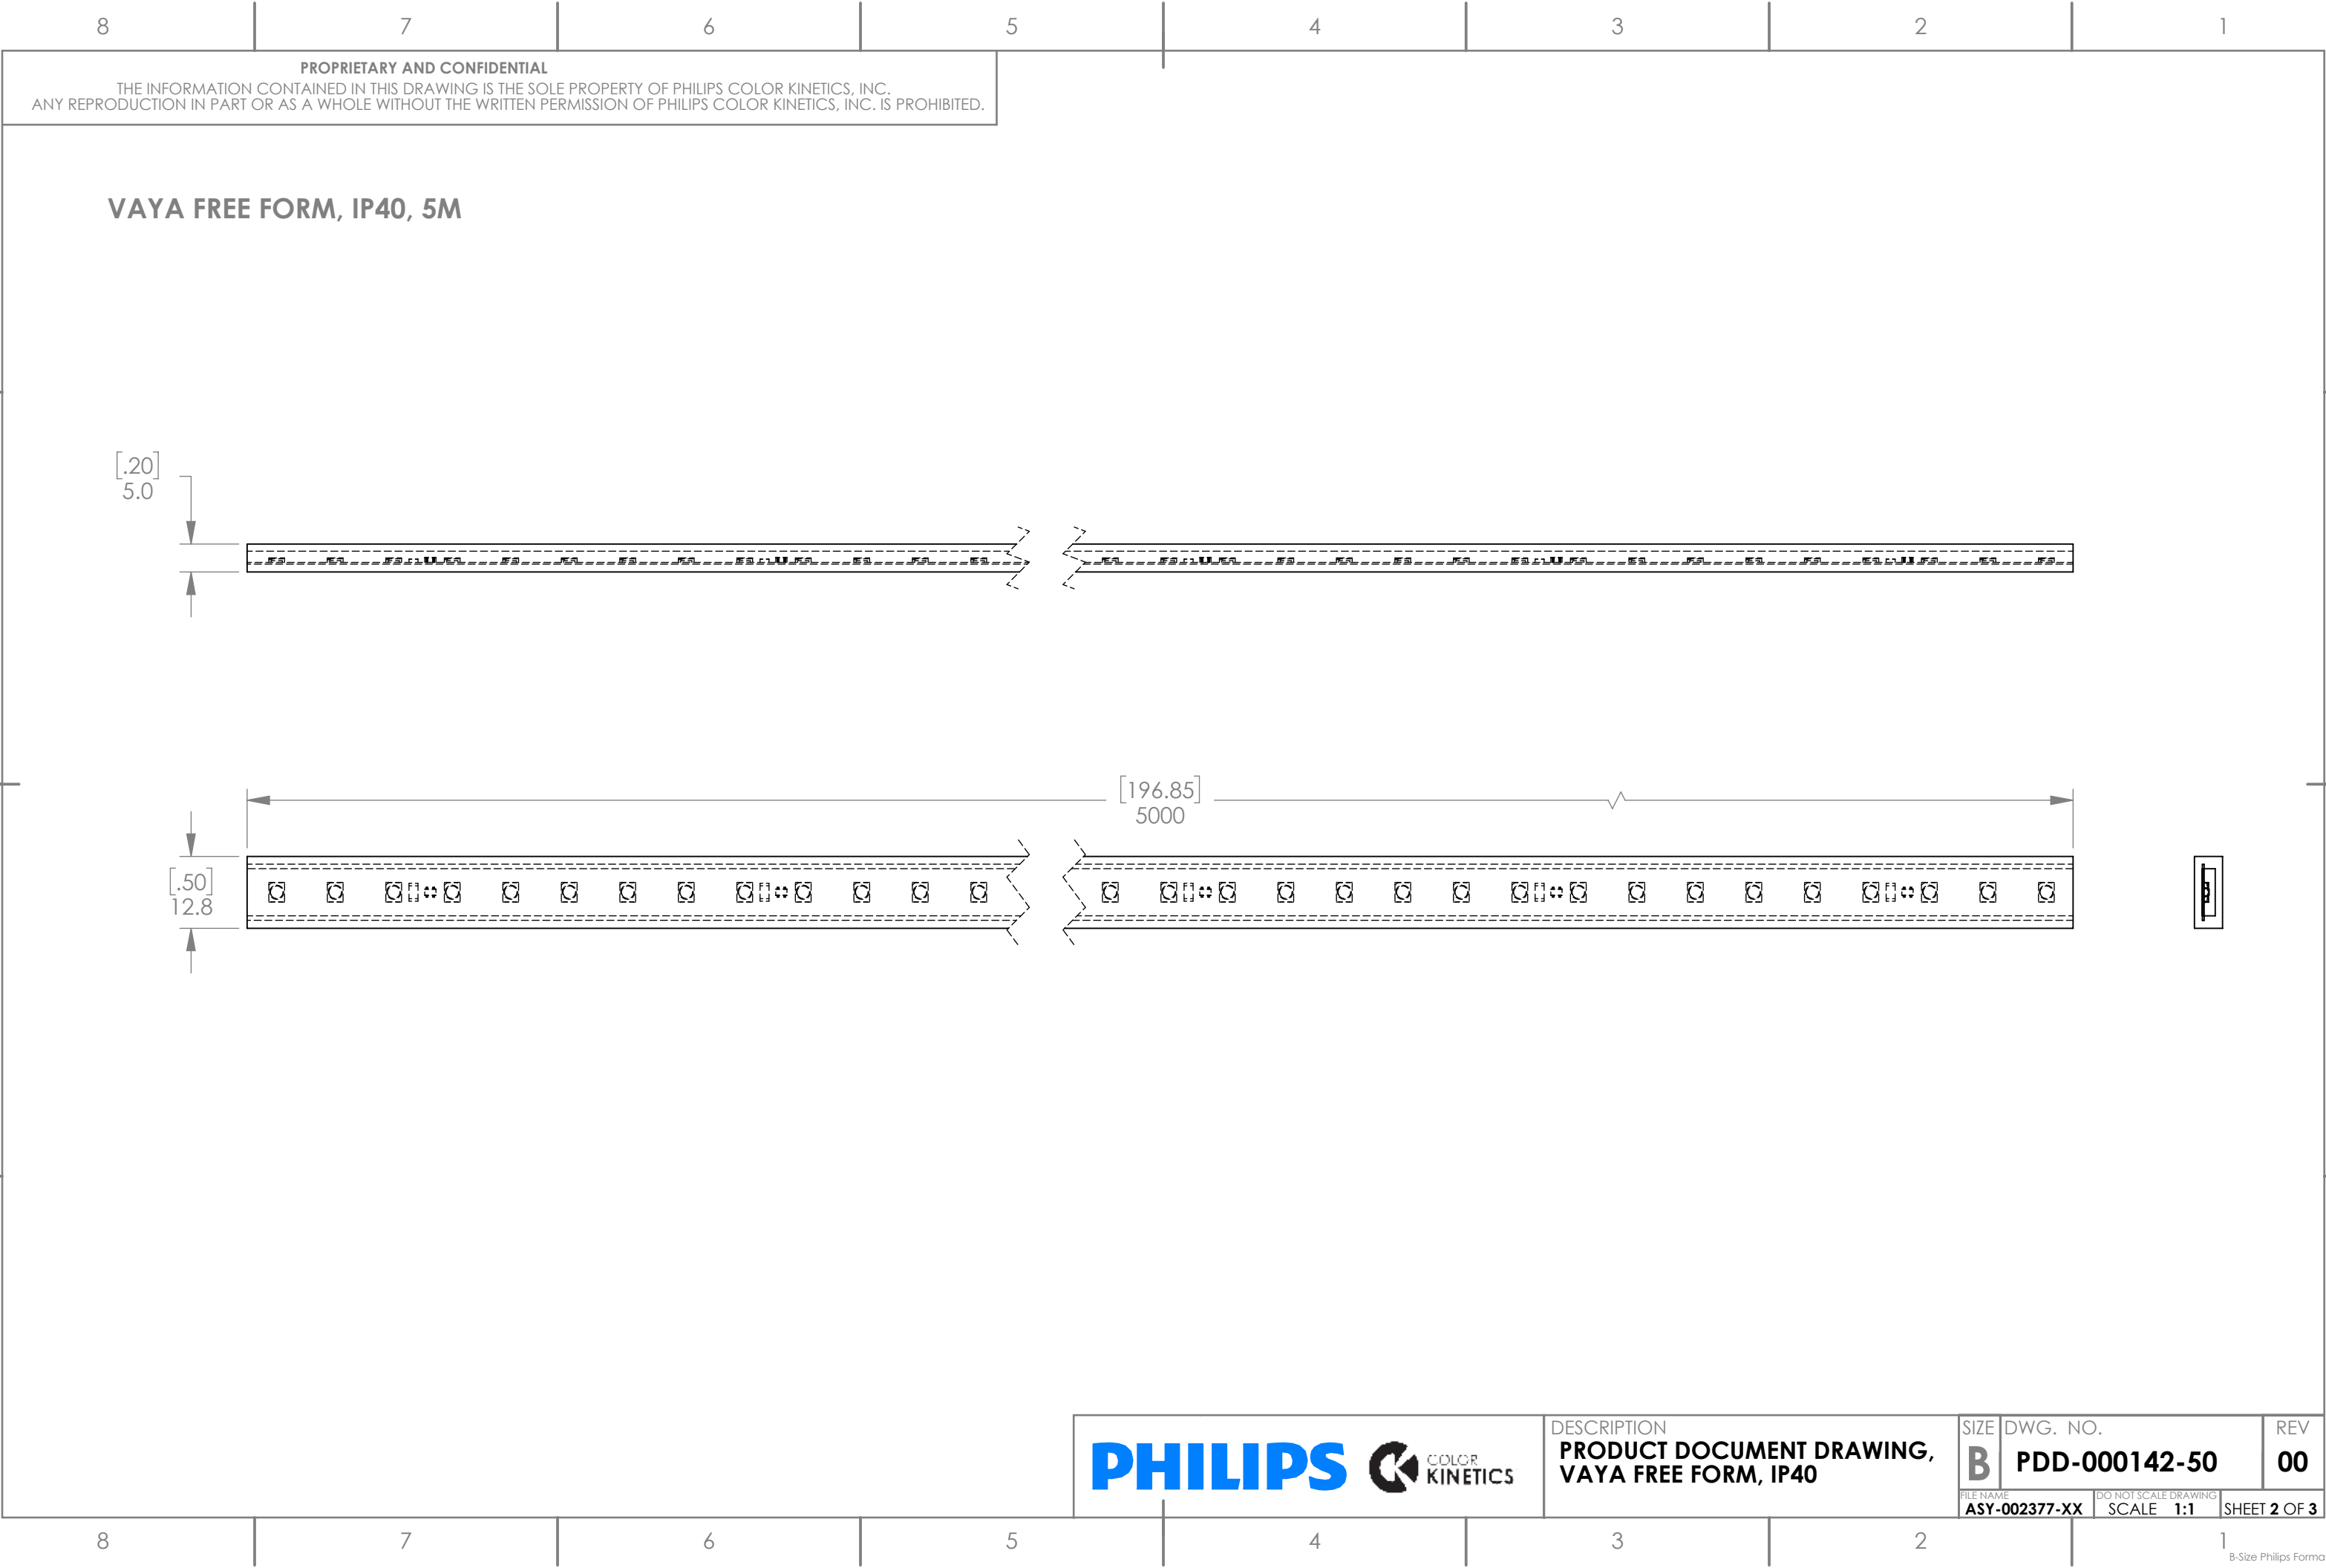 8 7 6 5 4 3 2 1
PROPRIETARY AND CONFIDENTIAL
THE INFORMATION CONTAINED IN THIS DRAWING IS THE SOLE PROPERTY OF PHILIPS COLOR KINETICS, INC.
ANY REPRODUCTION IN PART OR AS A WHOLE WITHOUT THE WRITTEN PERMISSION OF PHILIPS COLOR KINETICS, INC. IS PROHIBITED.
VAYA FREE FORM, IP40, 5M
[.20]
5.0
[196.85]
5000
[.50]
12.8
PHILIPS
COLOR
KINETICS
DESCRIPTION
PRODUCT DOCUMENT DRAWING,
VAYA FREE FORM, IP40
SIZE
B
DWG. NO.
PDD-000142-50
REV
00
FILE NAME
ASY-002377-XX
DO NOT SCALE DRAWING
SCALE 1:1
SHEET 2 OF 3
8 7 6 5 4 3 2 1
B-Size Philips Forma